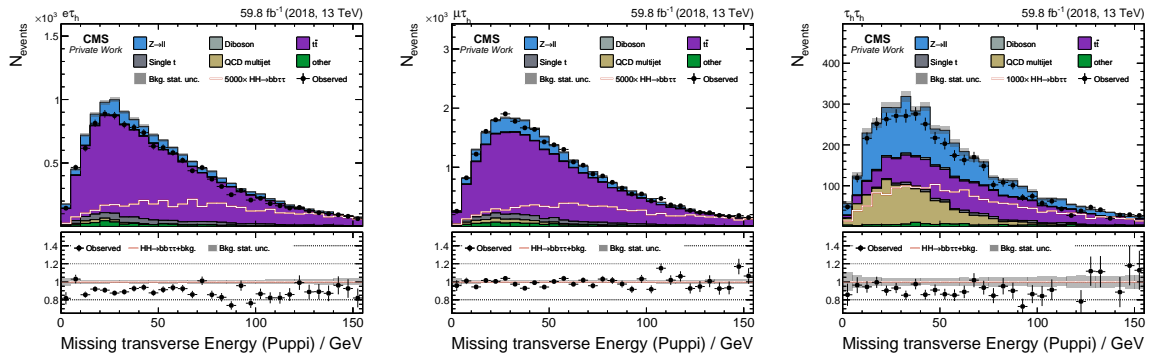 ×10³ eτh 59.8 fb⁻¹ (2018, 13 TeV)
Nevents
CMS
Private Work
Z→ll Diboson tt̄
Single t QCD multijet other
Bkg. stat. unc. 5000× HH→bbττ Observed
1.5
1
0.5
Observed HH→bbττ+bkg. Bkg. stat. unc.
1.4
1.2
1.0
0.8
0 50 100 150
Missing transverse Energy (Puppi) / GeV
×10³ μτh 59.8 fb⁻¹ (2018, 13 TeV)
Nevents
CMS
Private Work
Z→ll Diboson tt̄
Single t QCD multijet other
Bkg. stat. unc. 5000× HH→bbττ Observed
3
2
1
Observed HH→bbττ+bkg. Bkg. stat. unc.
1.4
1.2
1.0
0.8
0 50 100 150
Missing transverse Energy (Puppi) / GeV
τhτh 59.8 fb⁻¹ (2018, 13 TeV)
Nevents
CMS
Private Work
Z→ll Diboson tt̄
Single t QCD multijet other
Bkg. stat. unc. 1000× HH→bbττ Observed
400
300
200
100
Observed HH→bbττ+bkg. Bkg. stat. unc.
1.4
1.2
1.0
0.8
0 50 100 150
Missing transverse Energy (Puppi) / GeV